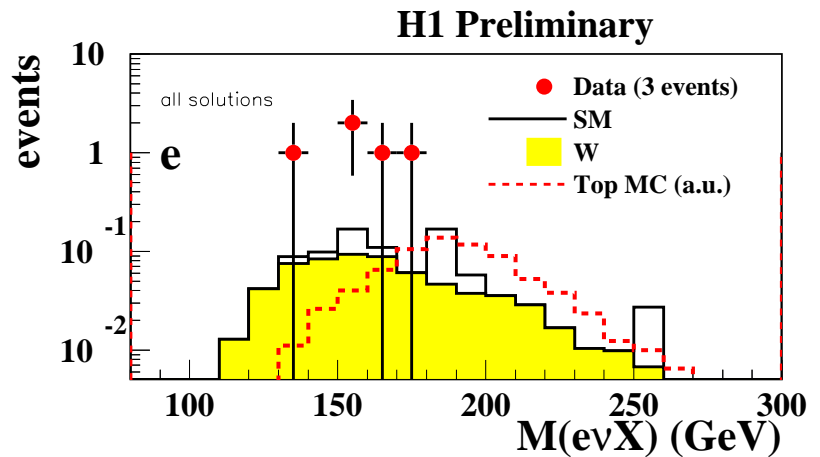 H1 Preliminary
events
10
1
10 -1
10 -2
all solutions
e
Data (3 events)
SM
W
Top MC (a.u.)
100 150 200 250 300
M(eνX) (GeV)